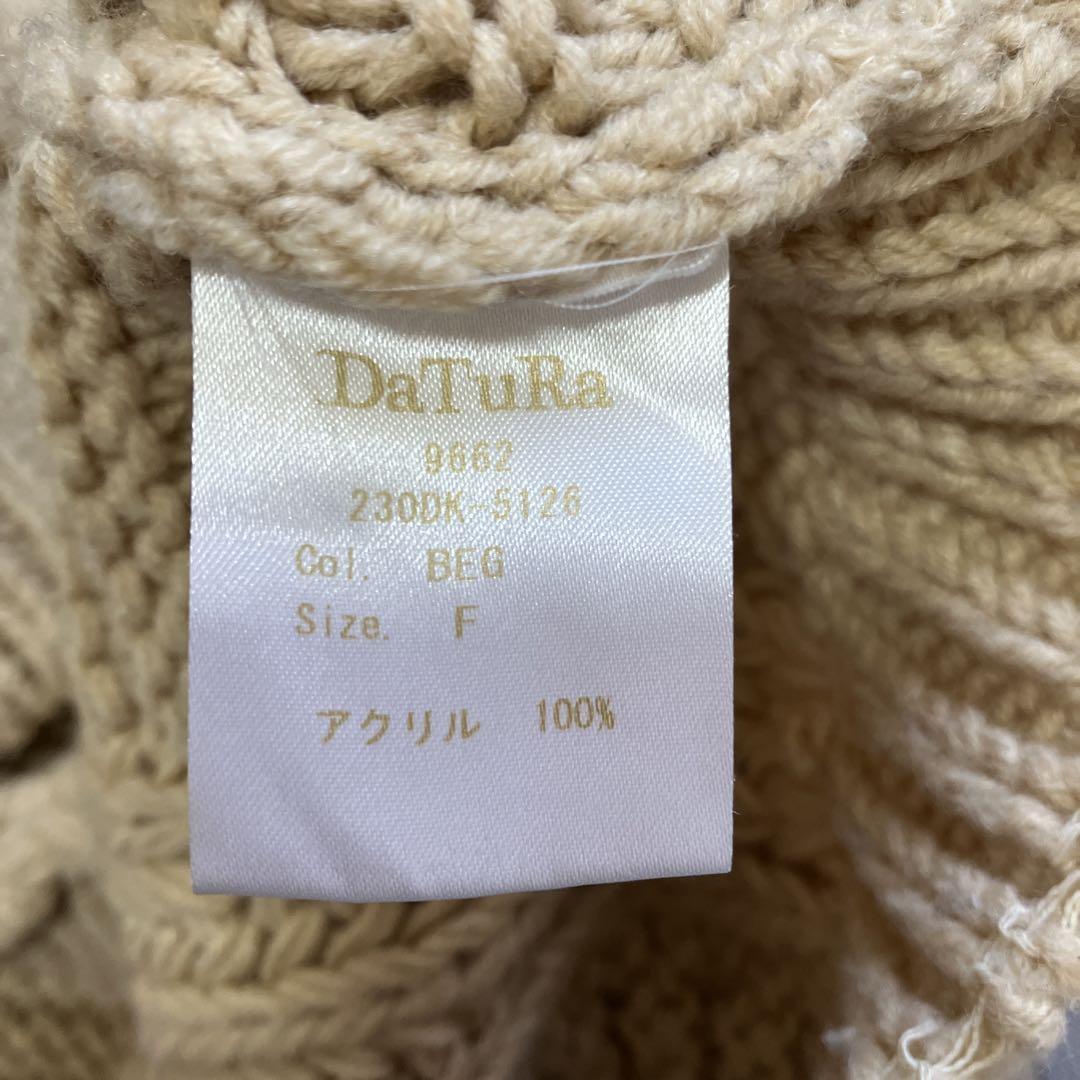 DaTuRa
9662
230DK-5126
Col. BEG
Size. F
アクリル 100%